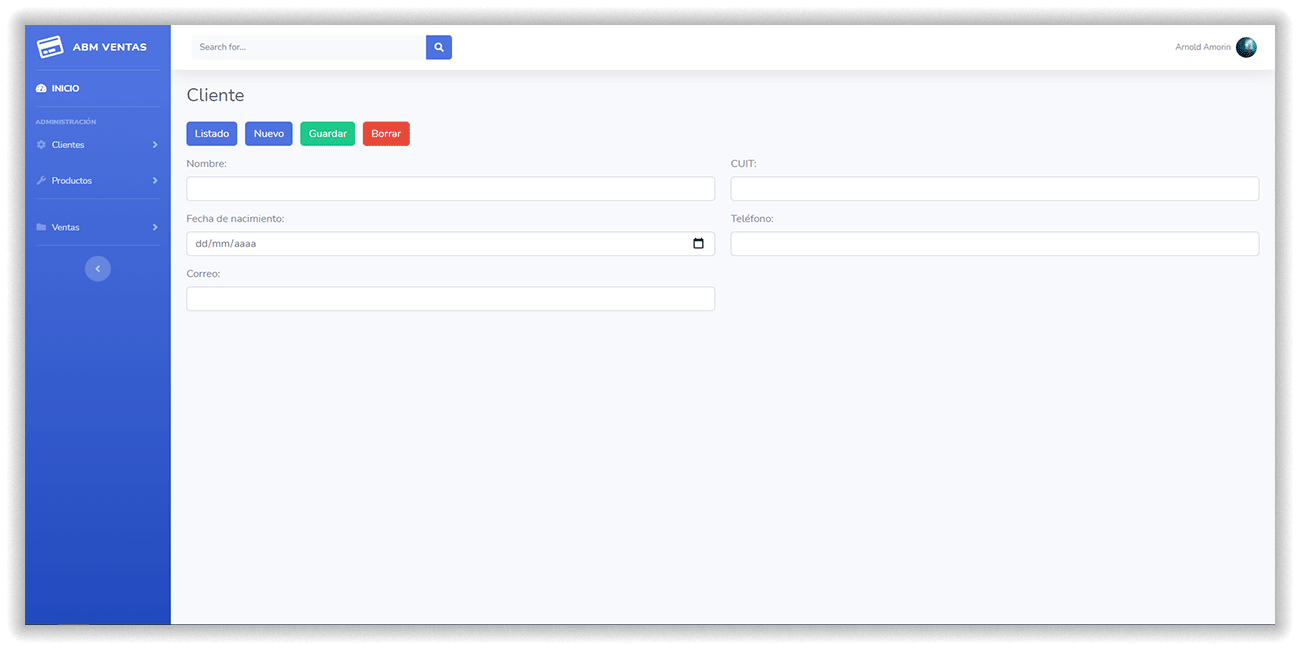 ABM VENTAS
Search for...
Arnold Amorin
INICIO
ADMINISTRACIÓN
Clientes
Productos
Ventas
Cliente
Listado Nuevo Guardar Borrar
Nombre: CUIT:
Fecha de nacimiento: Teléfono:
dd/mm/aaaa
Correo: